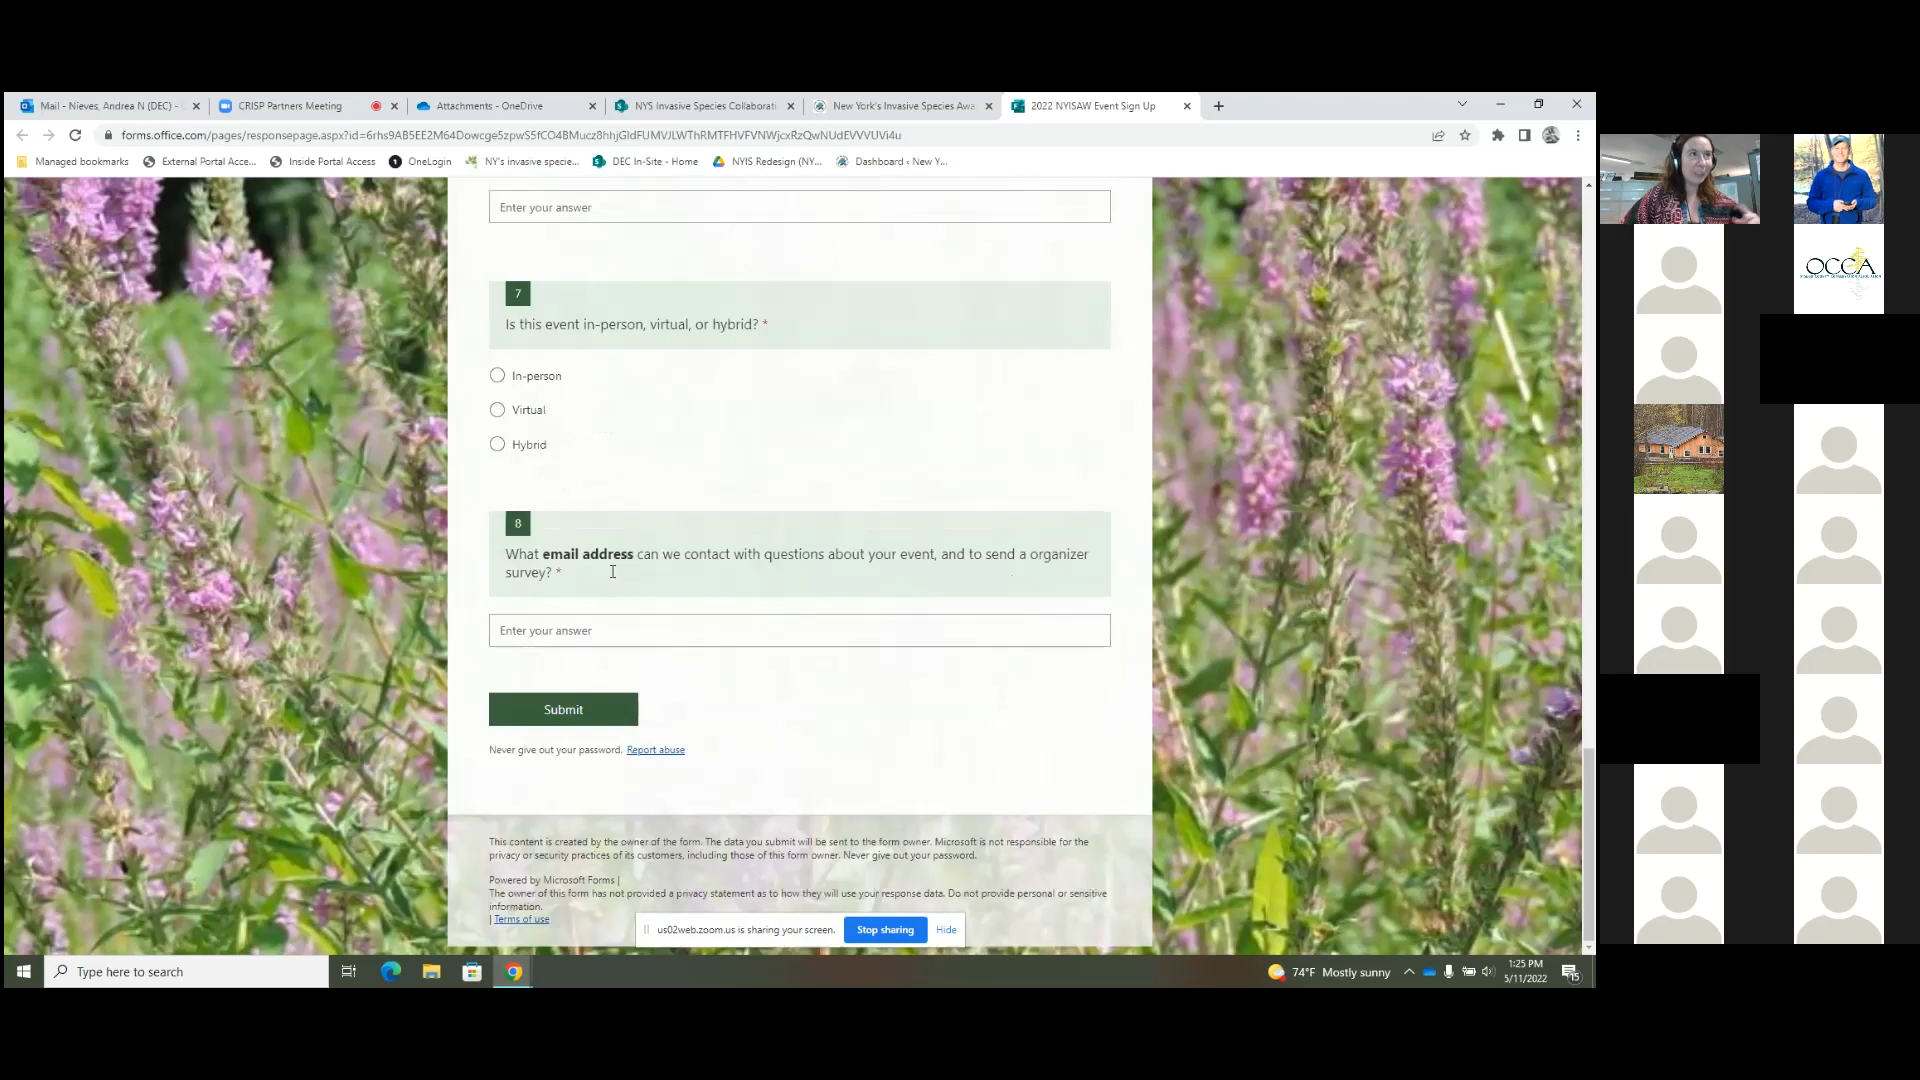 Mail - Nieves, Andrea N (DEC) -
CRISP Partners Meeting
Attachments - OneDrive
NYS Invasive Species Collaborati
New York's Invasive Species Awa
2022 NYISAW Event Sign Up
Managed bookmarks
External Portal Acce...
Inside Portal Access
OneLogin
NY's invasive specie...
DEC In-Site - Home
NYIS Redesign (NY...
Dashboard ‹ New Y...
Enter your answer
7
Is this event in-person, virtual, or hybrid? *
In-person
Virtual
Hybrid
8
What email address can we contact with questions about your event, and to send a organizer
survey? *
Enter your answer
Submit
Never give out your password. Report abuse
This content is created by the owner of the form. The data you submit will be sent to the form owner. Microsoft is not responsible for the
privacy or security practices of its customers, including those of this form owner. Never give out your password.
Powered by Microsoft Forms |
The owner of this form has not provided a privacy statement as to how they will use your response data. Do not provide personal or sensitive
information.
| Terms of use
us02web.zoom.us is sharing your screen.
Stop sharing
Hide
Type here to search
74°F Mostly sunny
1:25 PM
5/11/2022
15
OCCA